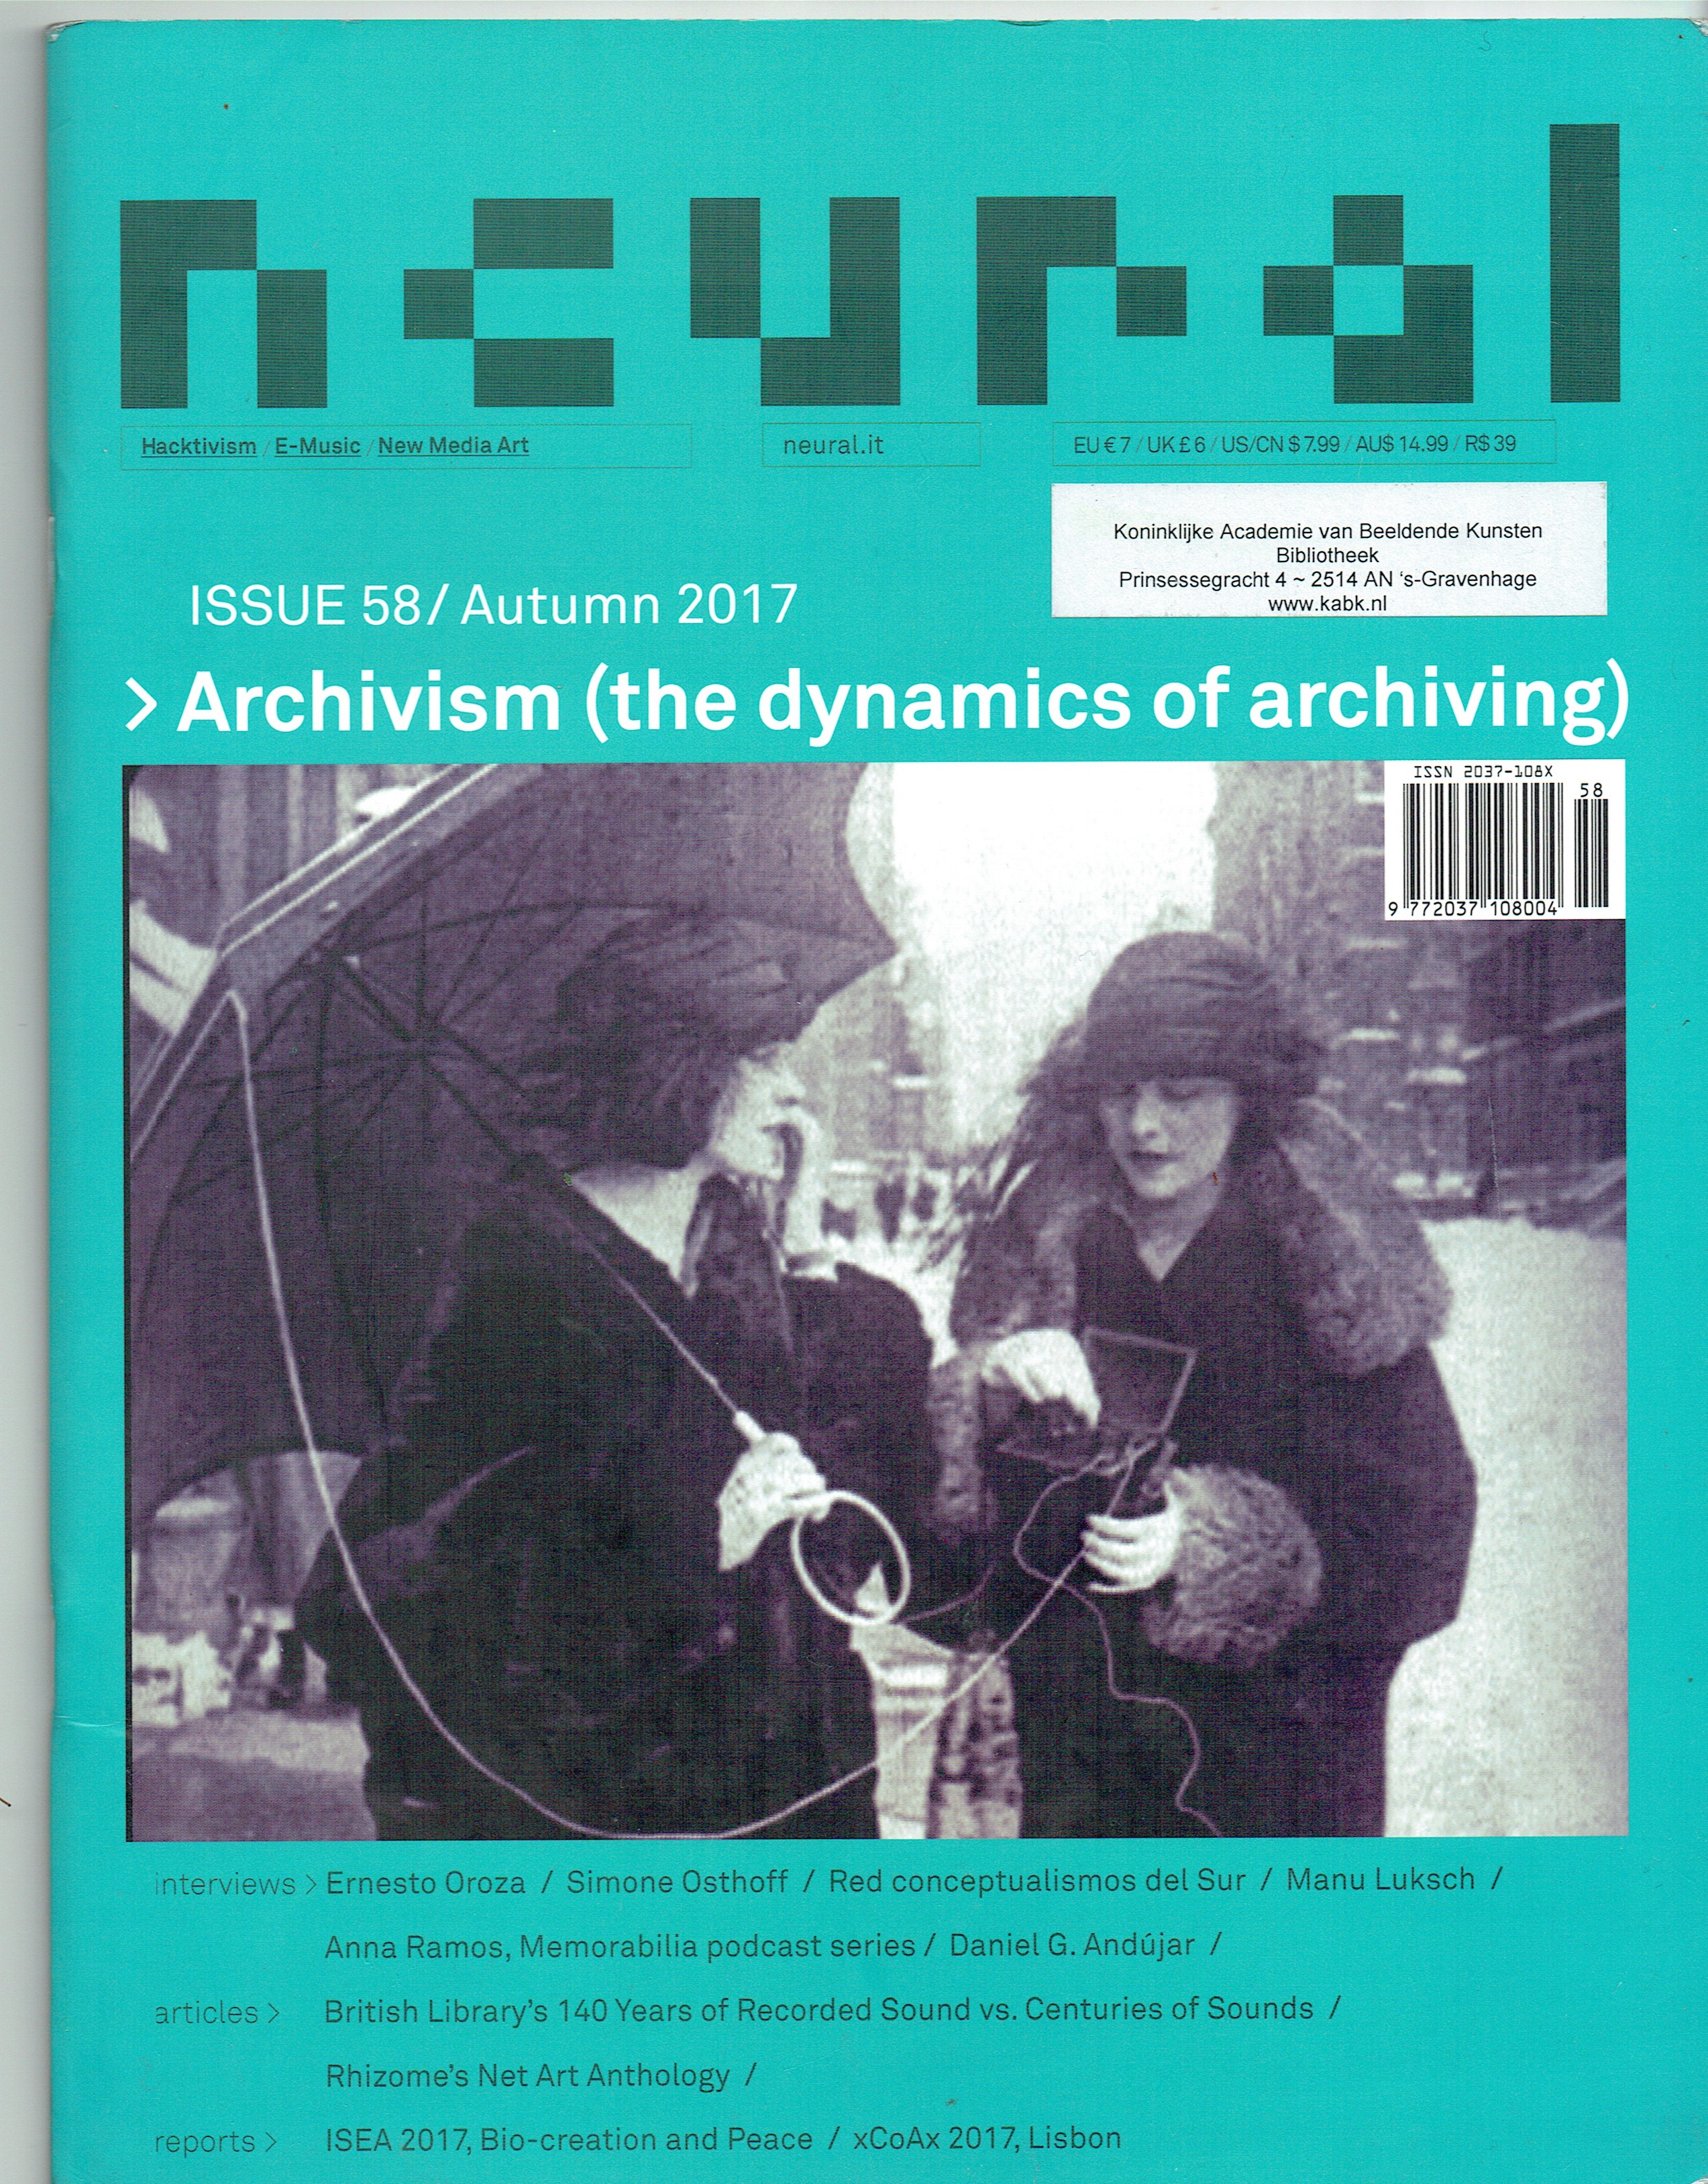 neural
Hacktivism / E-Music / New Media Art
neural.it
EU € 7 / UK £ 6 / US/CN $ 7.99 / AU$ 14.99 / R$ 39
Koninklijke Academie van Beeldende Kunsten
Bibliotheek
Prinsessegracht 4 ~ 2514 AN ‘s-Gravenhage
www.kabk.nl
ISSUE 58/ Autumn 2017
> Archivism (the dynamics of archiving)
ISSN 2037-108X
58
9 772037 108004
interviews > Ernesto Oroza / Simone Osthoff / Red conceptualismos del Sur / Manu Luksch /
Anna Ramos, Memorabilia podcast series / Daniel G. Andújar /
articles > British Library’s 140 Years of Recorded Sound vs. Centuries of Sounds /
Rhizome’s Net Art Anthology /
reports > ISEA 2017, Bio-creation and Peace / xCoAx 2017, Lisbon